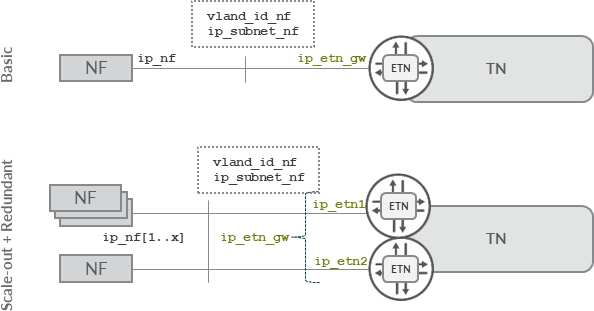 Basic
vland_id_nf
ip_subnet_nf
NF
ip_nf
ip_etn_gw
ETN
TN
Scale-out + Redundant
vland_id_nf
ip_subnet_nf
NF
ip_etn1
ETN
ip_nf[1..x]
ip_etn_gw
TN
NF
ip_etn2
ETN